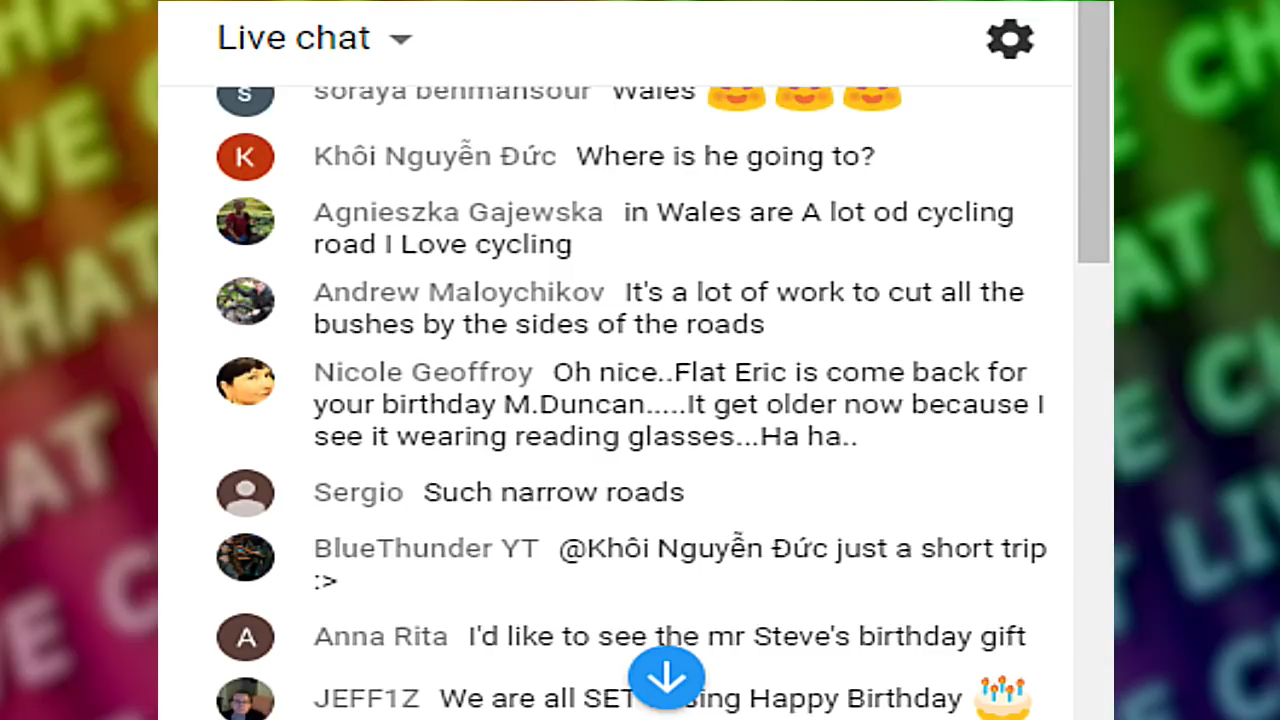 Live chat
S
soraya benmansour Wales
K
Khôi Nguyễn Đức Where is he going to?
Agnieszka Gajewska in Wales are A lot od cycling
road I Love cycling
Andrew Maloychikov It's a lot of work to cut all the
bushes by the sides of the roads
Nicole Geoffroy Oh nice..Flat Eric is come back for
your birthday M.Duncan.....It get older now because I
see it wearing reading glasses...Ha ha..
Sergio Such narrow roads
BlueThunder YT @Khôi Nguyễn Đức just a short trip
:>
A
Anna Rita I'd like to see the mr Steve's birthday gift
JEFF1Z We are all SET sing Happy Birthday